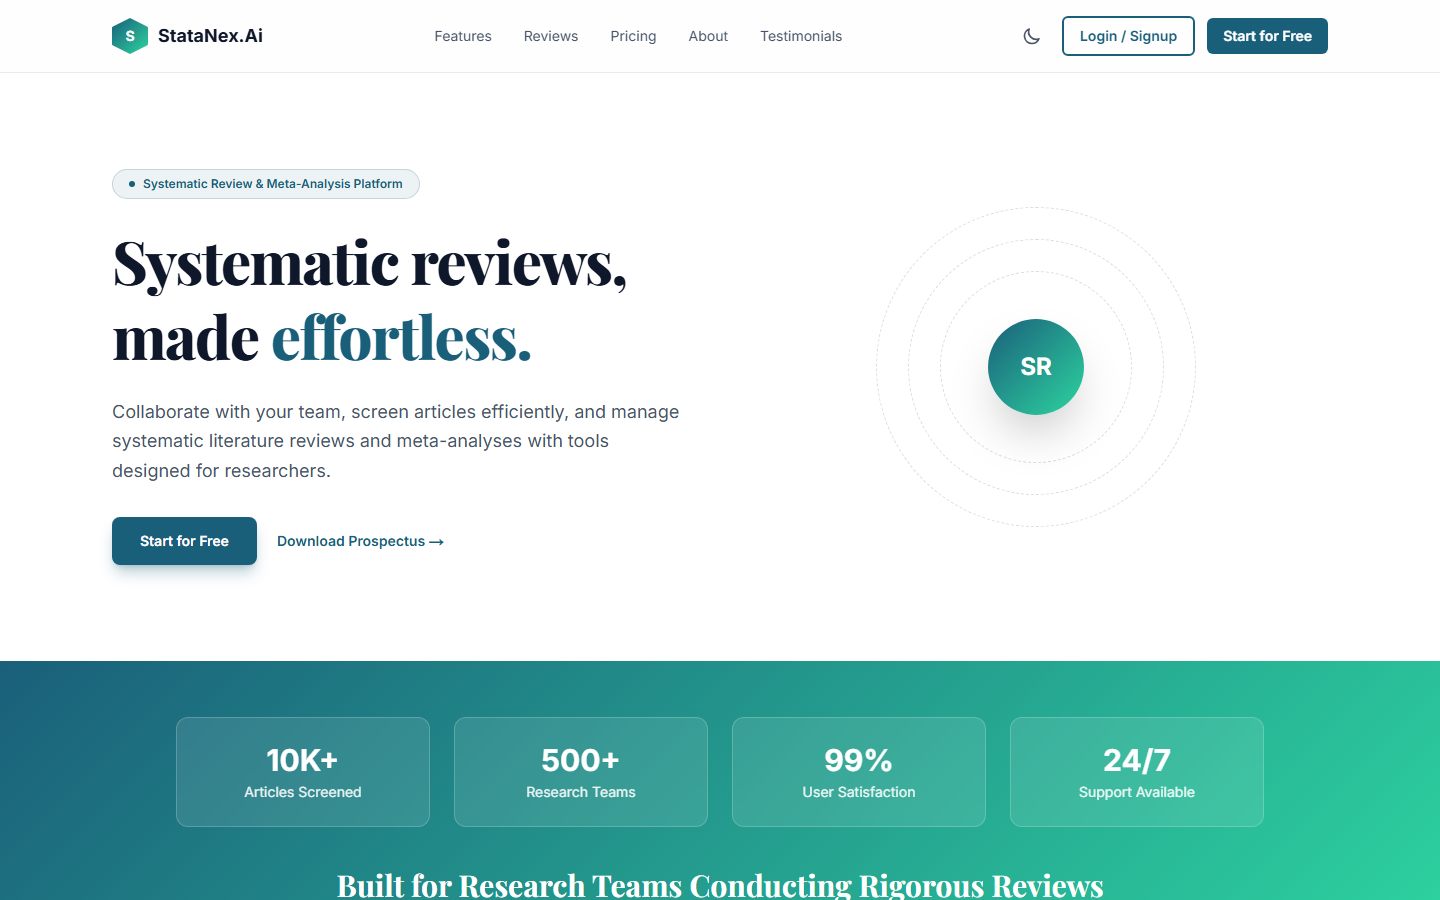 S StataNex.Ai
Features Reviews Pricing About Testimonials
Login / Signup
Start for Free
Systematic Review & Meta-Analysis Platform
Systematic reviews,
made effortless.
Collaborate with your team, screen articles efficiently, and manage
systematic literature reviews and meta-analyses with tools
designed for researchers.
Start for Free
Download Prospectus →
SR
10K+
Articles Screened
500+
Research Teams
99%
User Satisfaction
24/7
Support Available
Built for Research Teams Conducting Rigorous Reviews